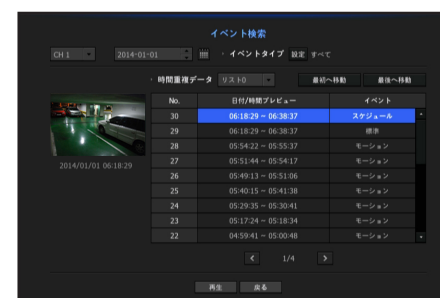 イベント検索
CH 1 2014-01-01 イベントタイプ 設定 すべて
時間重複データ リスト0 最初へ移動 最後へ移動
No. 日付/時間プレビュー イベント
30 06:18:29 ~ 06:38:37 スケジュール
29 06:18:29 ~ 06:38:37 標準
28 05:54:22 ~ 05:55:37 モーション
27 05:51:44 ~ 05:54:17 モーション
26 05:49:13 ~ 05:51:06 モーション
25 05:40:15 ~ 05:41:38 モーション
24 05:29:35 ~ 05:30:41 モーション
23 05:17:24 ~ 05:18:34 モーション
22 04:59:41 ~ 05:00:48 モーション
2014/01/01 06:18:29
< 1/4 >
再生 戻る